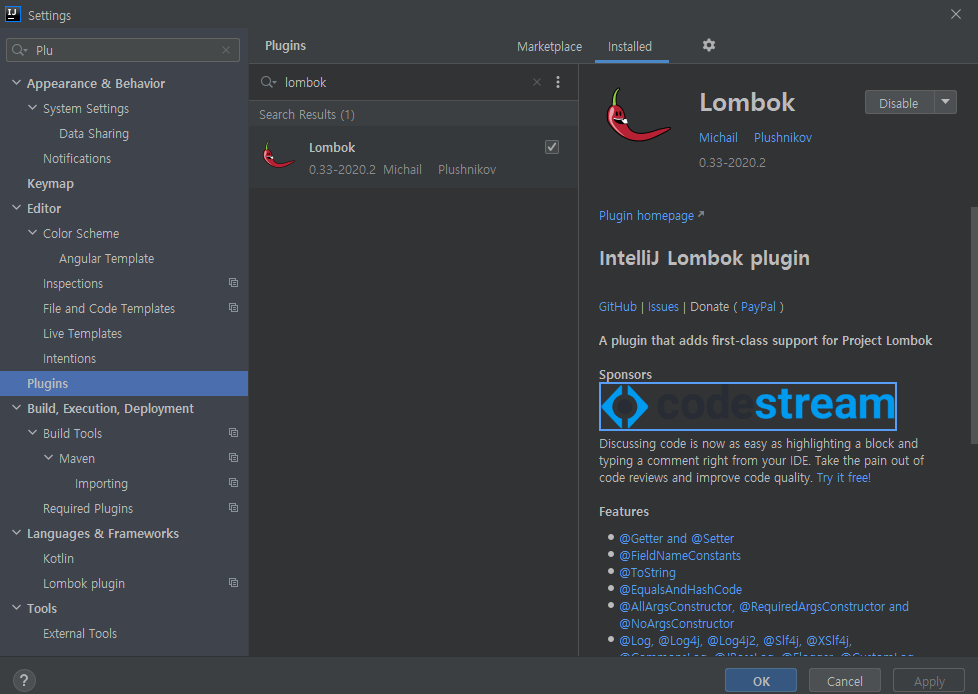 IJ Settings
Plu
Appearance & Behavior
System Settings
Data Sharing
Notifications
Keymap
Editor
Color Scheme
Angular Template
Inspections
File and Code Templates
Live Templates
Intentions
Plugins
Build, Execution, Deployment
Build Tools
Maven
Importing
Required Plugins
Languages & Frameworks
Kotlin
Lombok plugin
Tools
External Tools
Plugins Marketplace Installed
lombok
Search Results (1)
Lombok
0.33-2020.2 Michail Plushnikov
Lombok
Disable
Michail Plushnikov
0.33-2020.2
Plugin homepage
IntelliJ Lombok plugin
GitHub | Issues | Donate ( PayPal )
A plugin that adds first-class support for Project Lombok
Sponsors
codestream
Discussing code is now as easy as highlighting a block and
typing a comment right from your IDE. Take the pain out of
code reviews and improve code quality. Try it free!
Features
@Getter and @Setter
@FieldNameConstants
@ToString
@EqualsAndHashCode
@AllArgsConstructor, @RequiredArgsConstructor and
@NoArgsConstructor
@Log, @Log4j, @Log4j2, @Slf4j, @XSlf4j,
@CommonsLog, @JBossLog, @Flogger, @CustomLog
? OK Cancel Apply